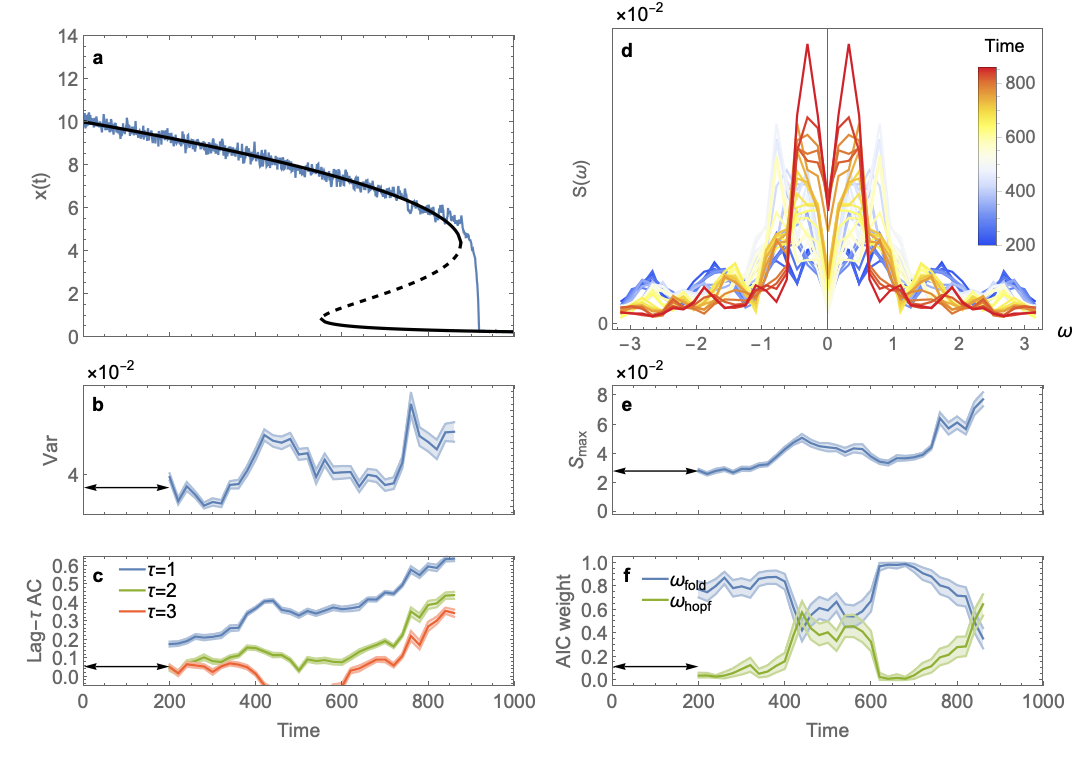 a
x(t)
14
12
10
8
6
4
2
0
×10−2
d
Time
800
600
400
200
S(ω)
0
−3 −2 −1 0 1 2 3
ω
×10−2
b
Var
4
×10−2
e
Smax
8
6
4
2
0
c
τ=1
τ=2
τ=3
Lag−τ AC
0.6
0.5
0.4
0.3
0.2
0.1
0.0
0 200 400 600 800 1000
Time
f
ωfold
ωhopf
AIC weight
1.0
0.8
0.6
0.4
0.2
0.0
0 200 400 600 800 1000
Time